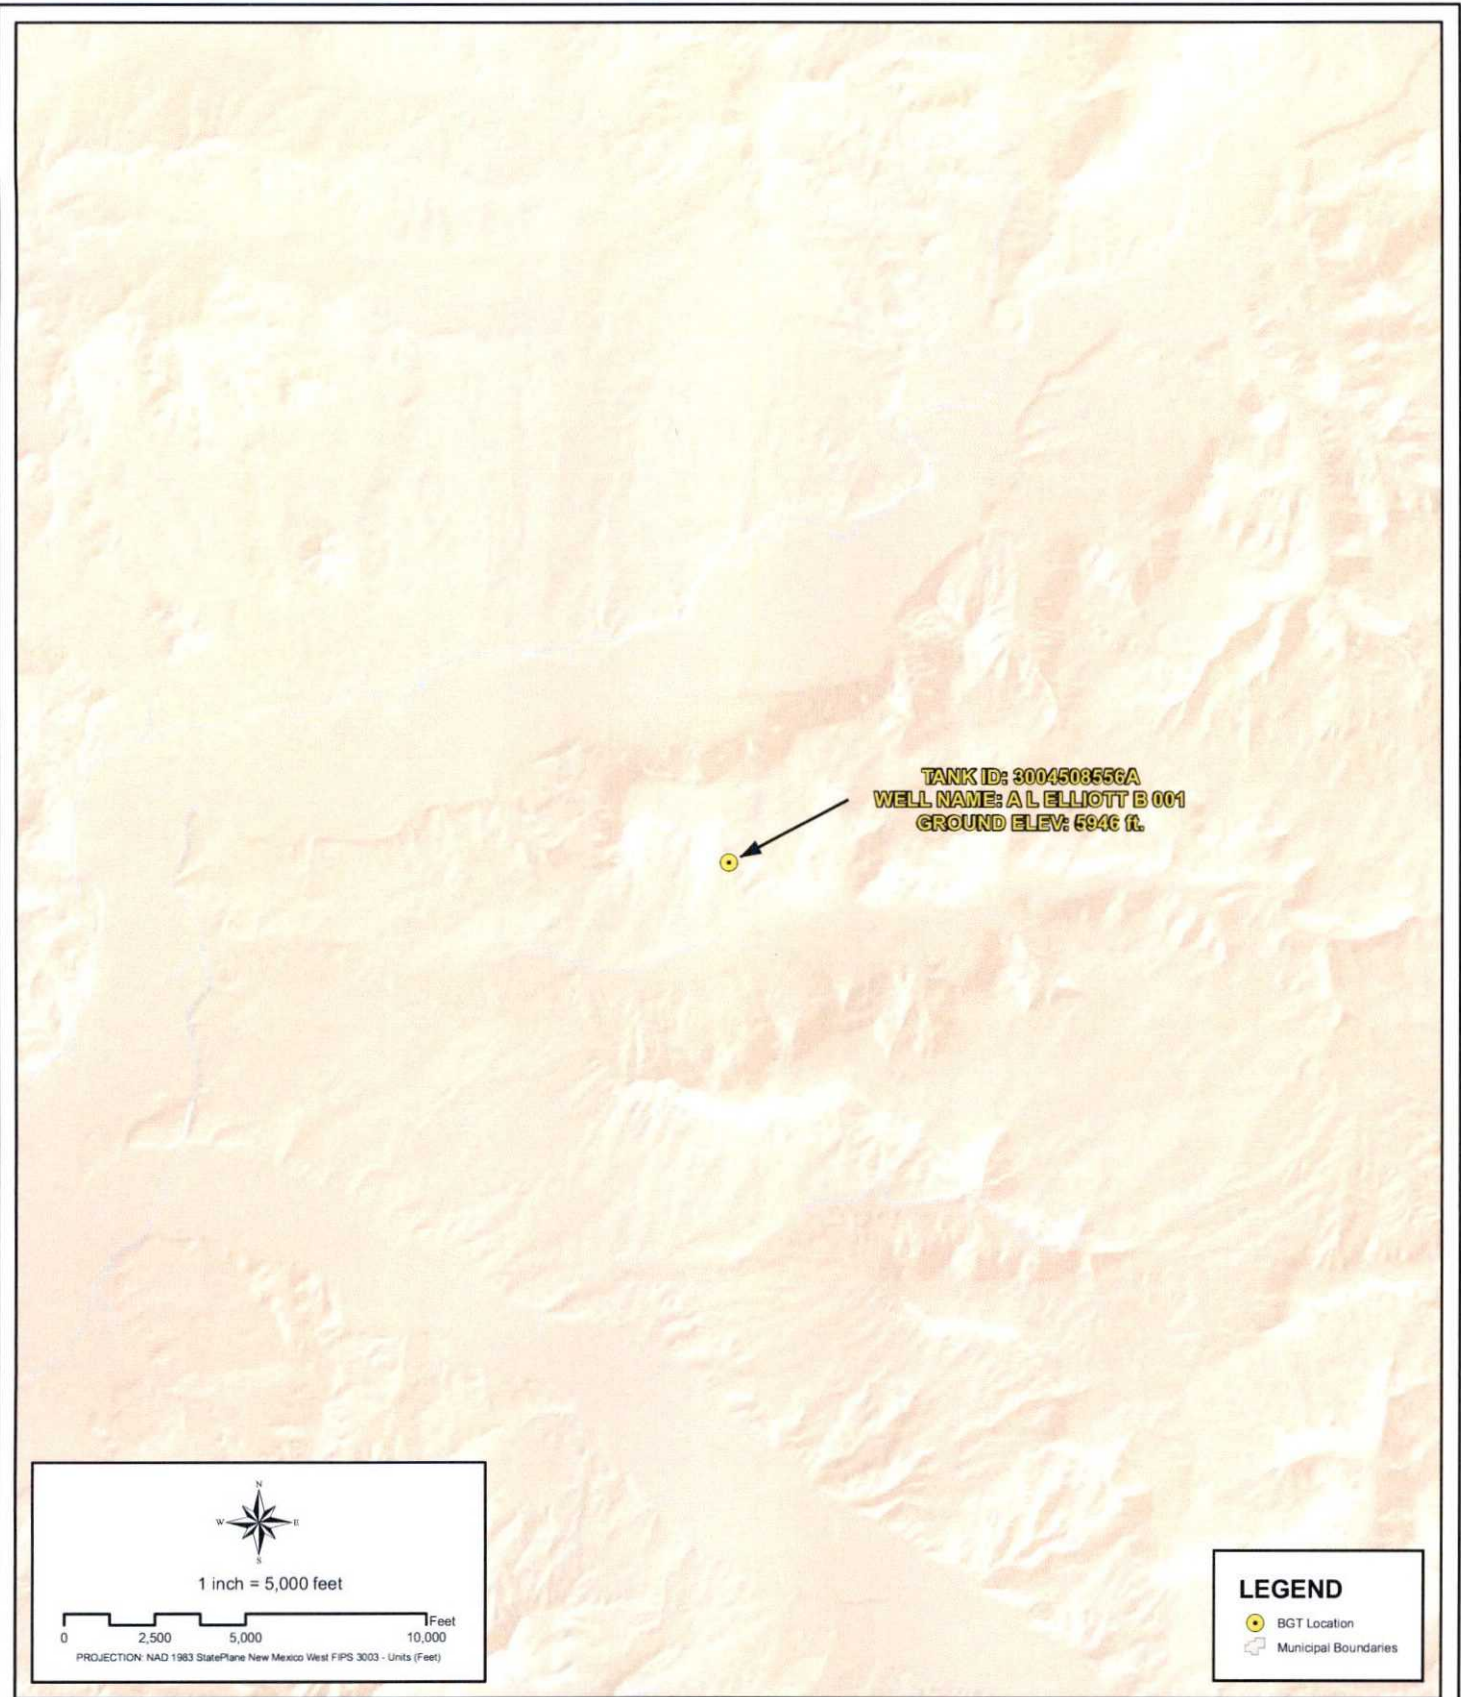 TANK ID: 3004508556A
WELL NAME: A L ELLIOTT B 001
GROUND ELEV: 5946 ft.
N
W E
S
1 inch = 5,000 feet
Feet
0 2,500 5,000 10,000
PROJECTION: NAD 1983 StatePlane New Mexico West FIPS 3003 - Units (Feet)
LEGEND
BGT Location
Municipal Boundaries